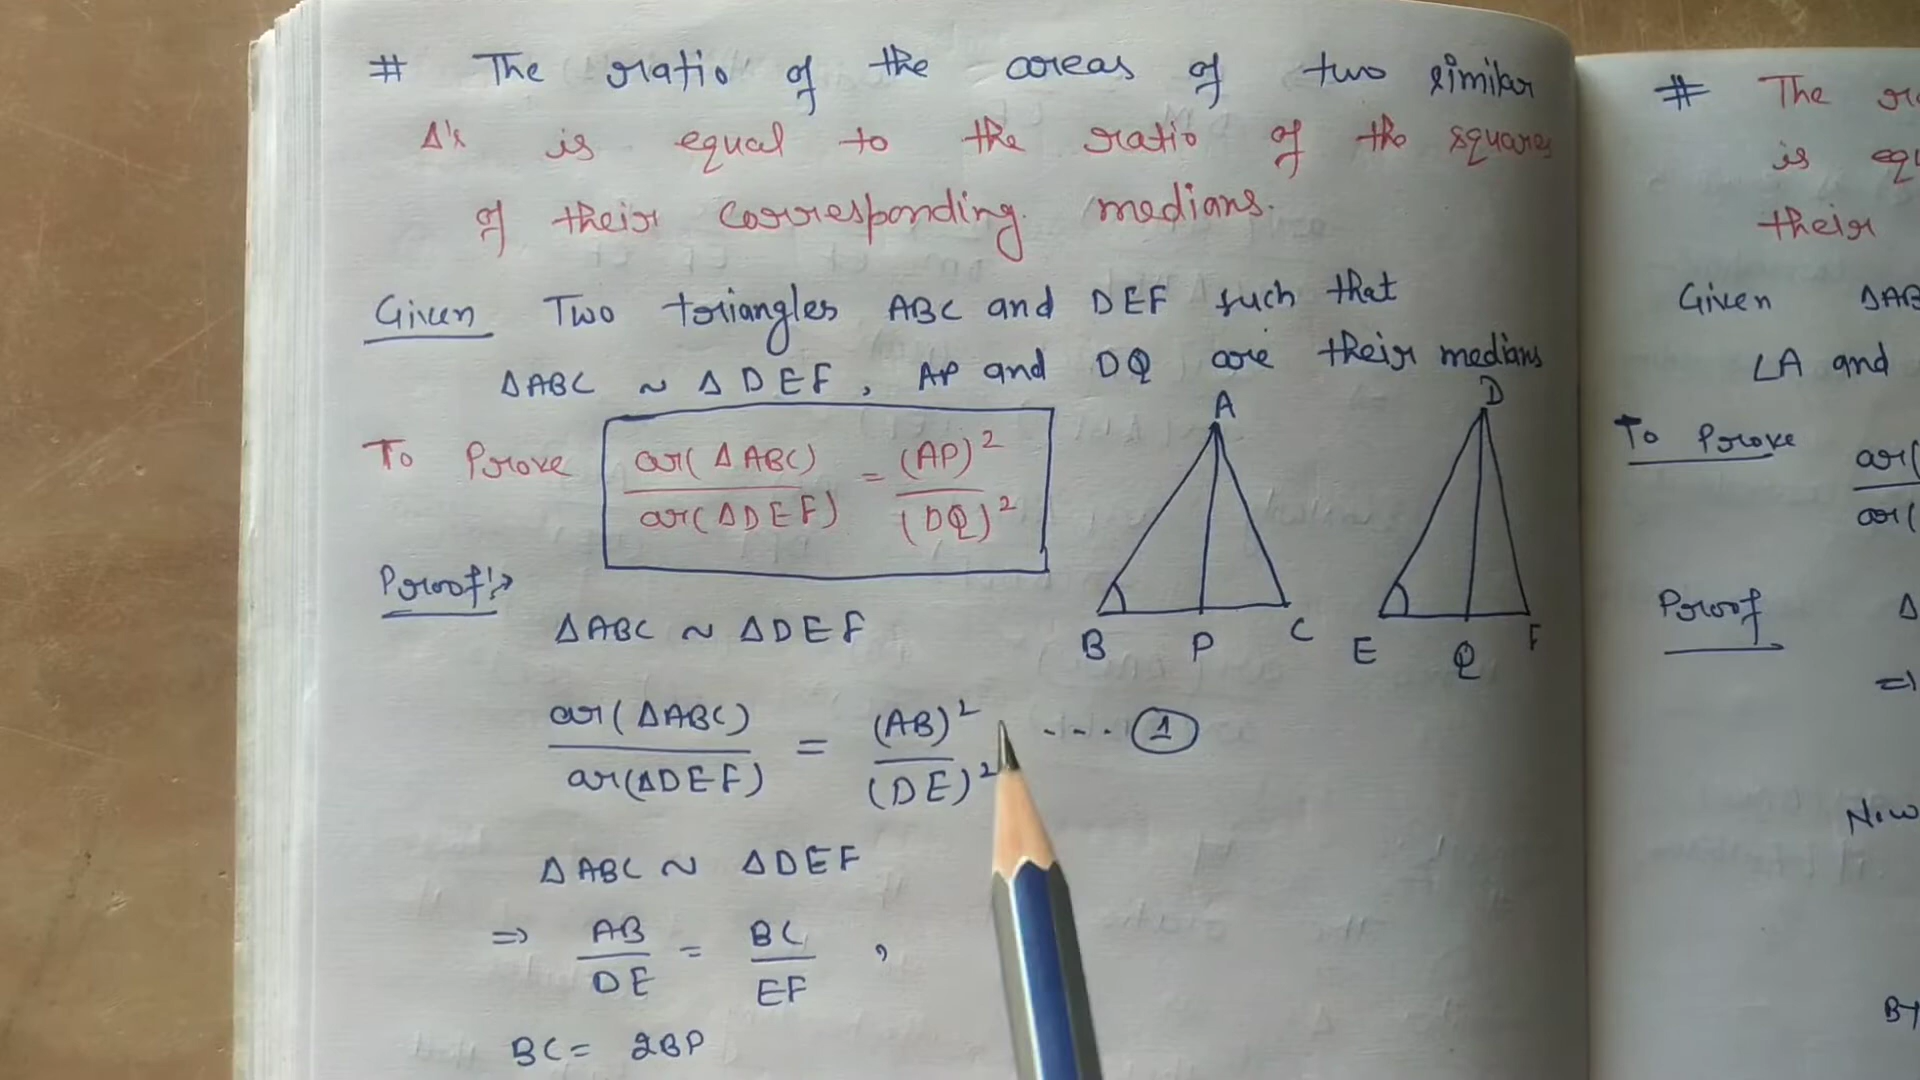 # The ratio of the areas of two similar
Δ's is equal to the ratio of the squares
of their corresponding medians.
Given Two triangles ABC and DEF such that
ΔABC ~ ΔDEF, AP and DQ are their medians
To Prove ar(ΔABC)/ar(ΔDEF) = (AP)²/(DQ)²
A
B P C
D
E Q F
Proof:→
ΔABC ~ ΔDEF
ar(ΔABC)/ar(ΔDEF) = (AB)²/(DE)² .... ①
ΔABC ~ ΔDEF
⇒ AB/DE = BC/EF ,
BC = 2BP
# The
is
their
Given
∠A and
To Prove
ar(
ar(
Proof
Δ
⇒
Now